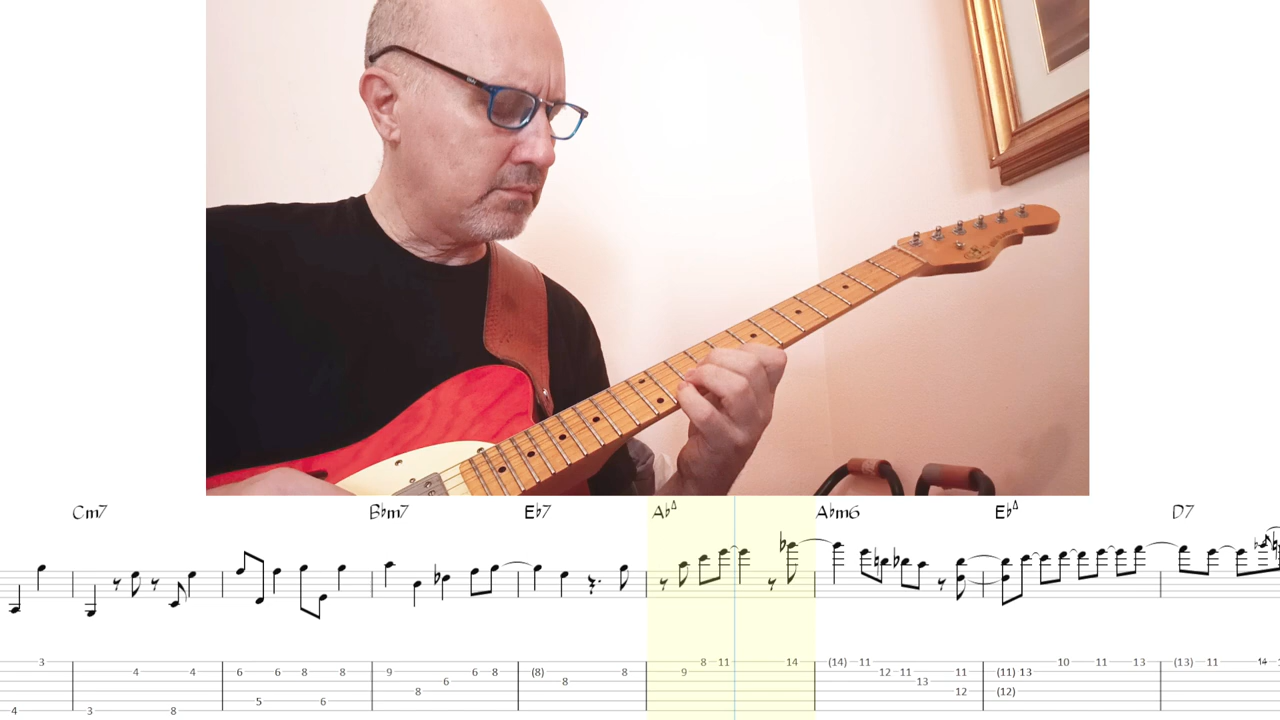 Cm7 B♭m7 E♭7 A♭Δ A♭m6 E♭Δ D7
3 8 11 14 (14) 11 10 11 13 (13) 11 14
4 4 6 6 8 8 9 6 8 (8) 8 9 12 11 11 (11) 13
6 8 13
8 12 (12)
5 6
4 3 8